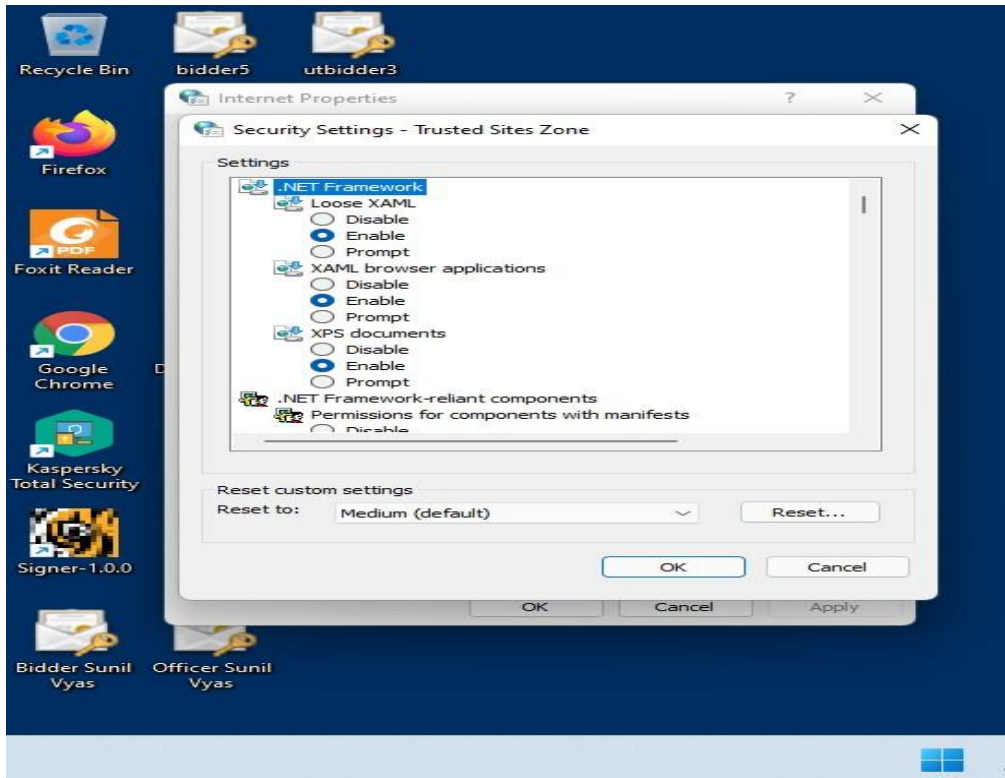 Recycle Bin
bidder5
utbidder3
Internet Properties
?
Security Settings - Trusted Sites Zone
Firefox
Settings
.NET Framework
Loose XAML
Disable
Enable
Prompt
PDF
Foxit Reader
XAML browser applications
Disable
Enable
Prompt
XPS documents
Disable
Enable
Prompt
Google
Chrome
D
.NET Framework-reliant components
Permissions for components with manifests
Disable
Kaspersky
Total Security
Reset custom settings
Reset to:
Medium (default)
Reset...
Signer-1.0.0
OK
Cancel
OK
Cancel
Apply
Bidder Sunil
Vyas
Officer Sunil
Vyas